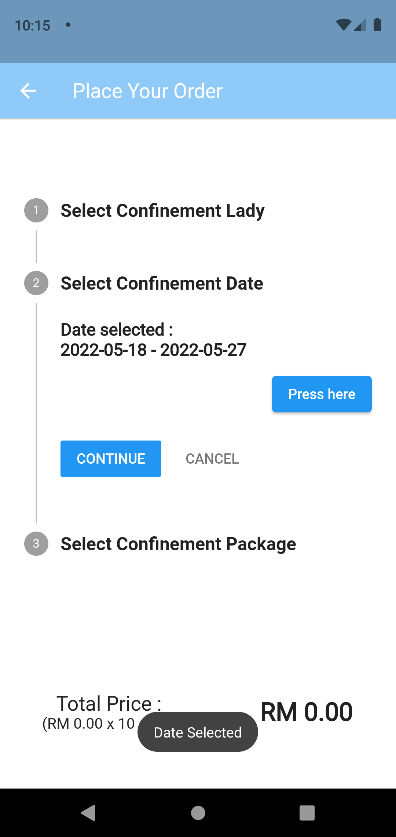 10:15
Place Your Order
1 Select Confinement Lady
2 Select Confinement Date
Date selected :
2022-05-18 - 2022-05-27
Press here
CONTINUE CANCEL
3 Select Confinement Package
Total Price :
RM 0.00
(RM 0.00 x 10
Date Selected